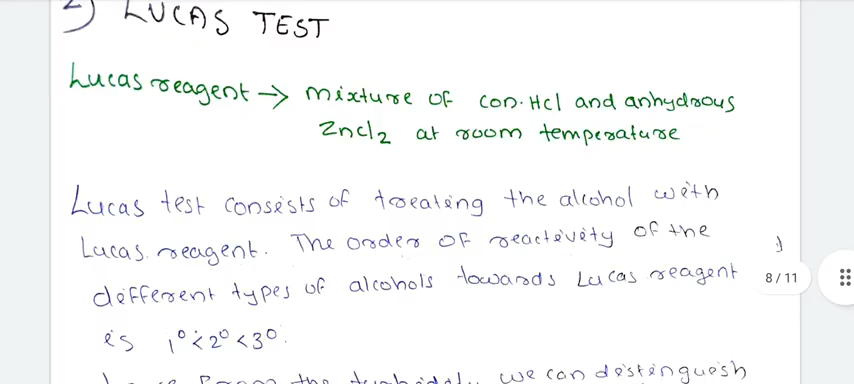 2) LUCAS TEST
Lucas reagent → mixture of con. Hcl and anhydrous
Zncl2 at room temperature
Lucas test consists of treating the alcohol with
Lucas reagent. The order of reactivity of the
different types of alcohols towards Lucas reagent
is 1° < 2° < 3°.
8 / 11
we can distinguish